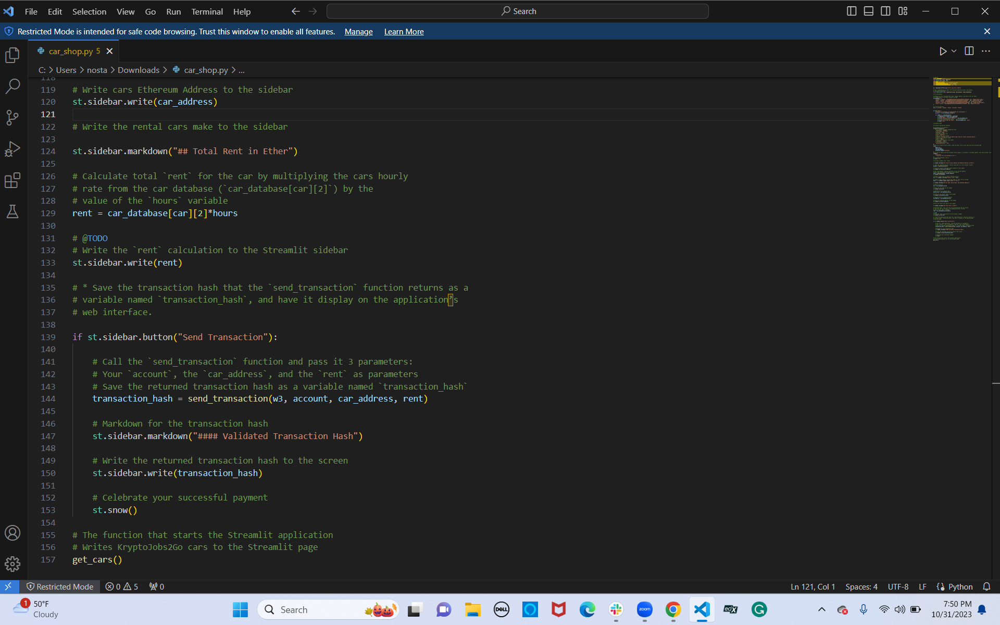 File Edit Selection View Go Run Terminal Help Search
Restricted Mode is intended for safe code browsing. Trust this window to enable all features. Manage Learn More
car_shop.py 5
C: > Users > nosta > Downloads > car_shop.py > ...
118
119 # Write cars Ethereum Address to the sidebar
120 st.sidebar.write(car_address)
121
122 # Write the rental cars make to the sidebar
123
124 st.sidebar.markdown("## Total Rent in Ether")
125
126 # Calculate total `rent` for the car by multiplying the cars hourly
127 # rate from the car database (`car_database[car][2]`) by the
128 # value of the `hours` variable
129 rent = car_database[car][2]*hours
130
131 # @TODO
132 # Write the `rent` calculation to the Streamlit sidebar
133 st.sidebar.write(rent)
134
135 # * Save the transaction hash that the `send_transaction` function returns as a
136 # variable named `transaction_hash`, and have it display on the application’s
137 # web interface.
138
139 if st.sidebar.button("Send Transaction"):
140
141 # Call the `send_transaction` function and pass it 3 parameters:
142 # Your `account`, the `car_address`, and the `rent` as parameters
143 # Save the returned transaction hash as a variable named `transaction_hash`
144 transaction_hash = send_transaction(w3, account, car_address, rent)
145
146 # Markdown for the transaction hash
147 st.sidebar.markdown("#### Validated Transaction Hash")
148
149 # Write the returned transaction hash to the screen
150 st.sidebar.write(transaction_hash)
151
152 # Celebrate your successful payment
153 st.snow()
154
155 # The function that starts the Streamlit application
156 # Writes KryptoJobs2Go cars to the Streamlit page
157 get_cars()
Restricted Mode 0 5 0 Ln 121, Col 1 Spaces: 4 UTF-8 LF Python
1 50°F
Cloudy
Search
DELL
zoom
edX
7:50 PM
10/31/2023